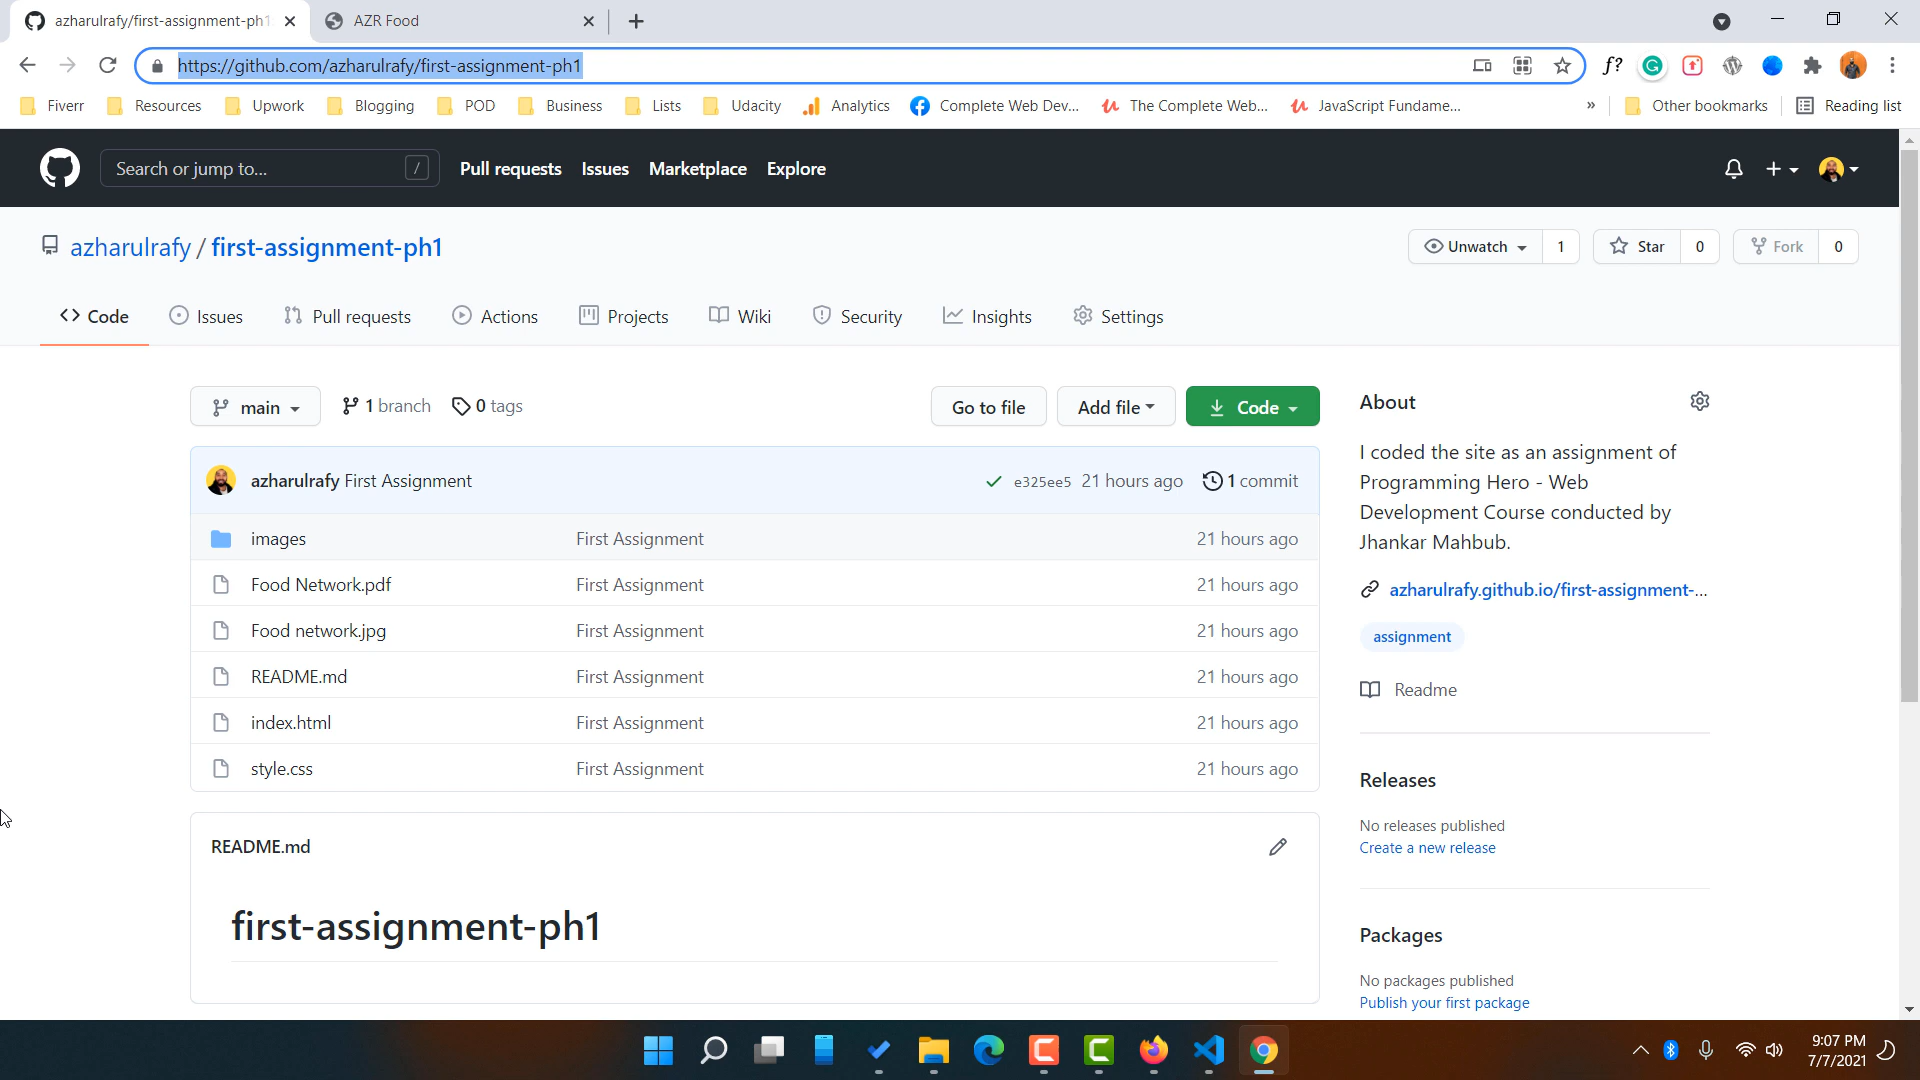 azharulrafy/first-assignment-ph1
AZR Food
https://github.com/azharulrafy/first-assignment-ph1
f?
Fiverr
Resources
Upwork
Blogging
POD
Business
Lists
Udacity
Analytics
Complete Web Dev...
The Complete Web...
JavaScript Fundame...
»
Other bookmarks
Reading list
Search or jump to...
/
Pull requests
Issues
Marketplace
Explore
azharulrafy / first-assignment-ph1
Unwatch 1
Star 0
Fork 0
Code
Issues
Pull requests
Actions
Projects
Wiki
Security
Insights
Settings
main
1 branch
0 tags
Go to file
Add file
Code
azharulrafy First Assignment
e325ee5 21 hours ago
1 commit
images First Assignment 21 hours ago
Food Network.pdf First Assignment 21 hours ago
Food network.jpg First Assignment 21 hours ago
README.md First Assignment 21 hours ago
index.html First Assignment 21 hours ago
style.css First Assignment 21 hours ago
README.md
first-assignment-ph1
About
I coded the site as an assignment of
Programming Hero - Web
Development Course conducted by
Jhankar Mahbub.
azharulrafy.github.io/first-assignment-...
assignment
Readme
Releases
No releases published
Create a new release
Packages
No packages published
Publish your first package
9:07 PM
7/7/2021